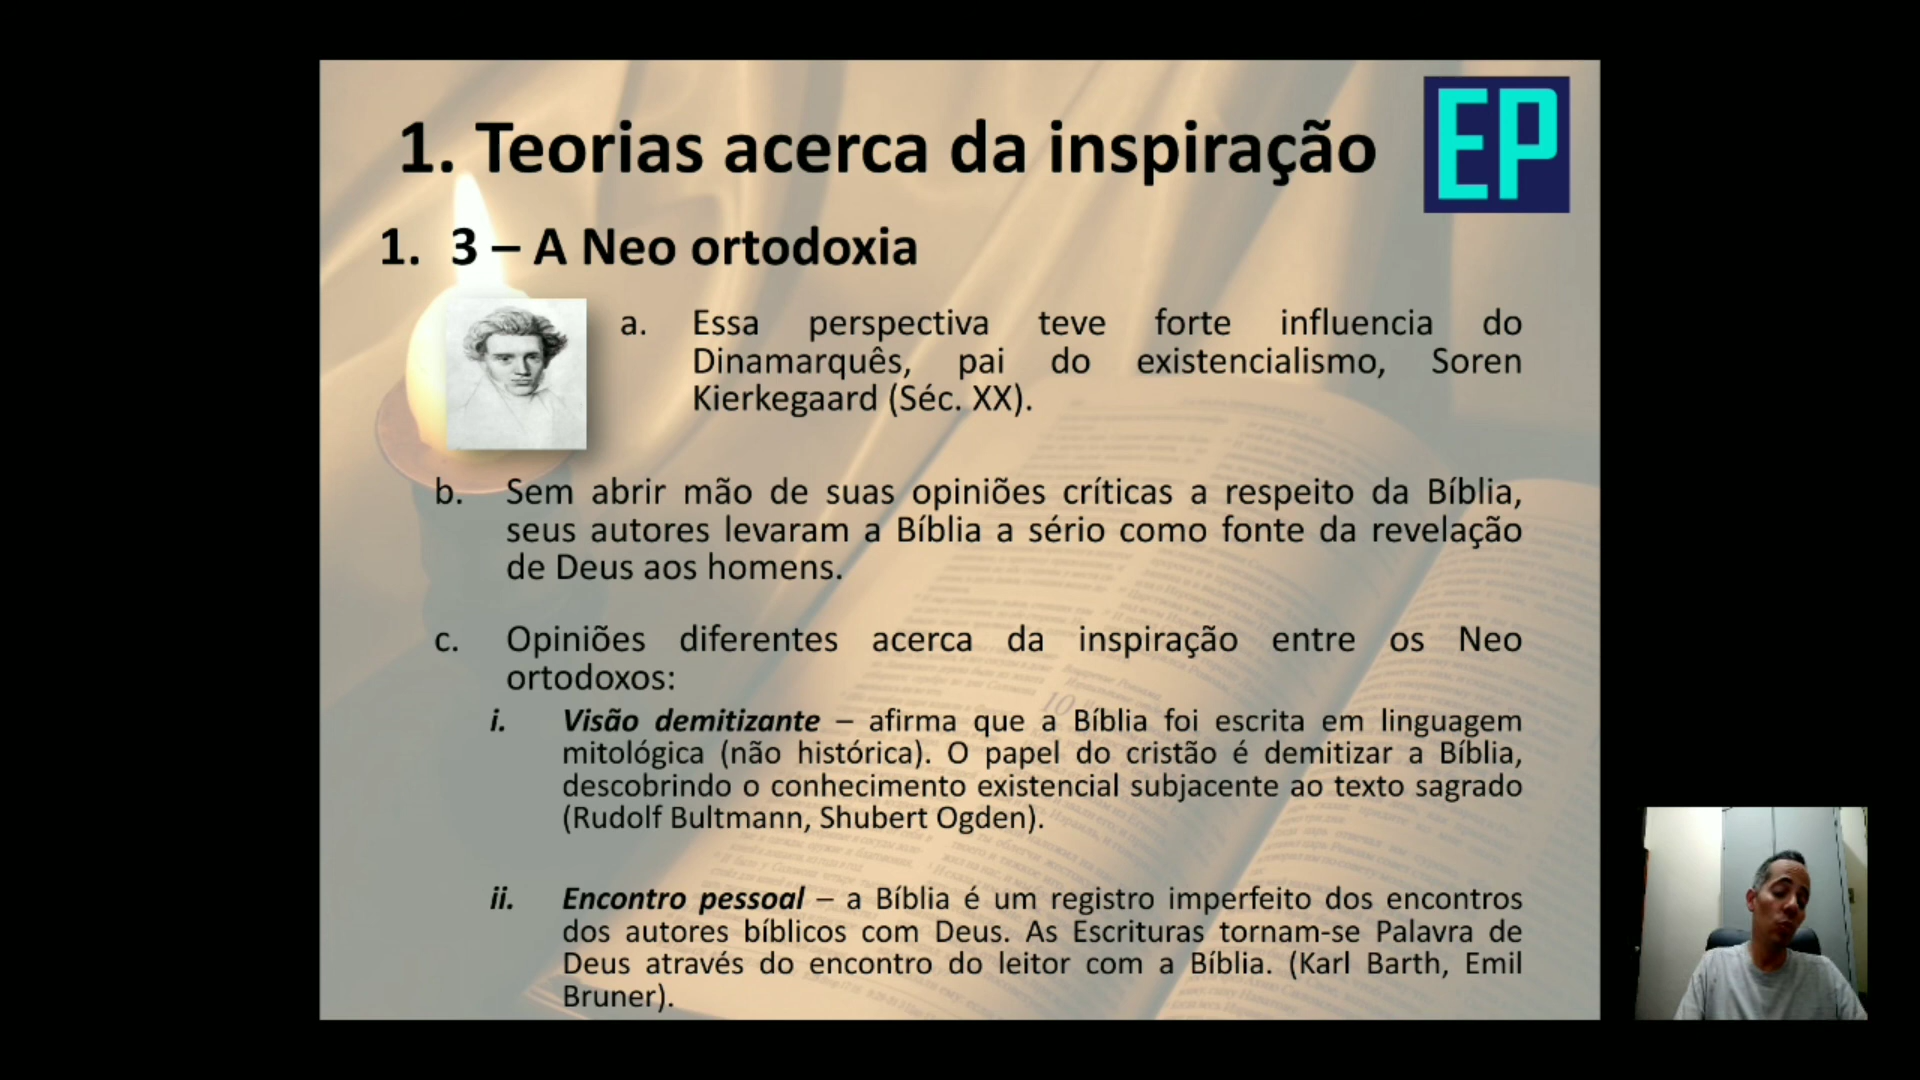 1. Teorias acerca da inspiração
EP
1. 3 – A Neo ortodoxia
a. Essa perspectiva teve forte influencia do
Dinamarquês, pai do existencialismo, Soren
Kierkegaard (Séc. XX).
b. Sem abrir mão de suas opiniões críticas a respeito da Bíblia,
seus autores levaram a Bíblia a sério como fonte da revelação
de Deus aos homens.
c. Opiniões diferentes acerca da inspiração entre os Neo
ortodoxos:
i. Visão demitizante – afirma que a Bíblia foi escrita em linguagem
mitológica (não histórica). O papel do cristão é demitizar a Bíblia,
descobrindo o conhecimento existencial subjacente ao texto sagrado
(Rudolf Bultmann, Shubert Ogden).
ii. Encontro pessoal – a Bíblia é um registro imperfeito dos encontros
dos autores bíblicos com Deus. As Escrituras tornam-se Palavra de
Deus através do encontro do leitor com a Bíblia. (Karl Barth, Emil
Bruner).